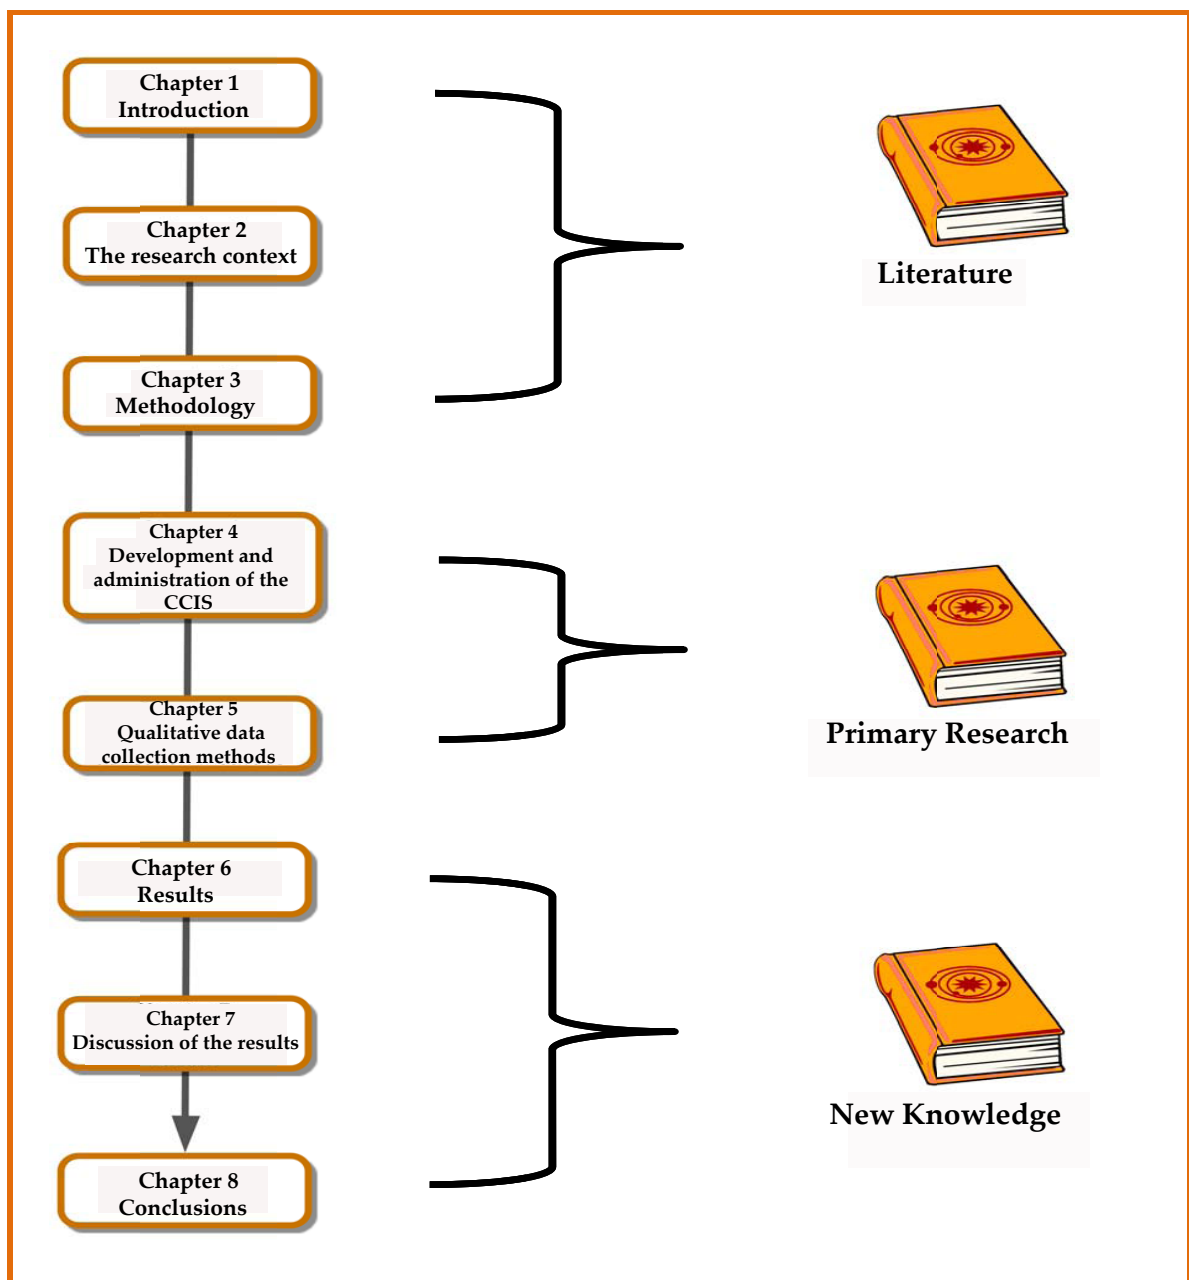 Chapter 1
Introduction
Chapter 2
The research context
Chapter 3
Methodology
Literature
Chapter 4
Development and
administration of the
CCIS
Chapter 5
Qualitative data
collection methods
Primary Research
Chapter 6
Results
Chapter 7
Discussion of the results
Chapter 8
Conclusions
New Knowledge